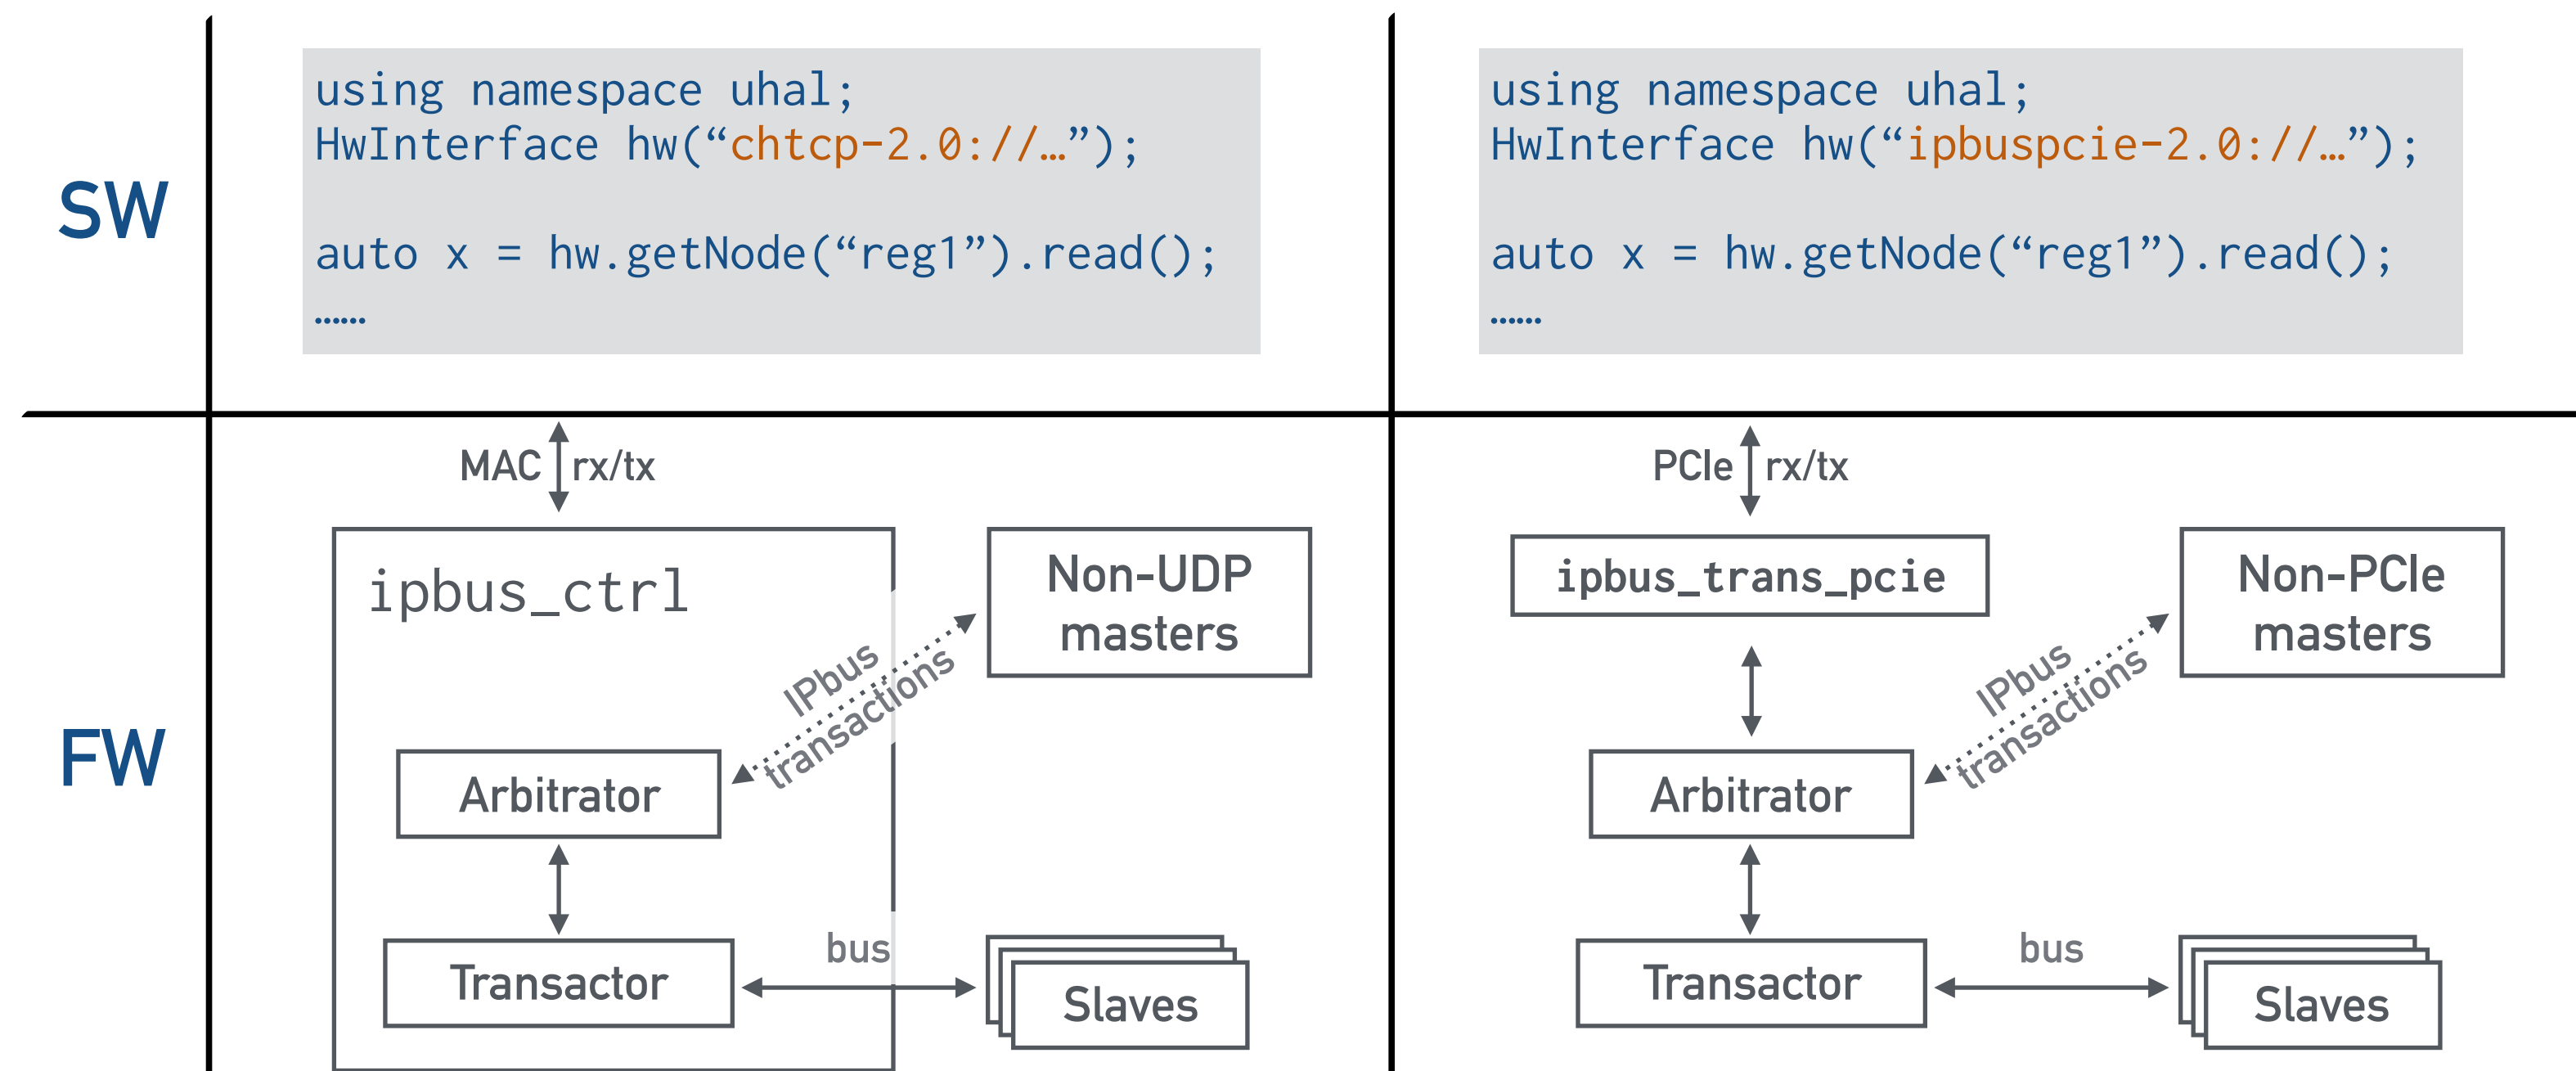 SW
using namespace uhal;
HwInterface hw(“chtcp-2.0://…”);
auto x = hw.getNode(“reg1”).read();
……
using namespace uhal;
HwInterface hw(“ipbuspcie-2.0://…”);
auto x = hw.getNode(“reg1”).read();
……
FW
MAC rx/tx
ipbus_ctrl
Non-UDP
masters
IPbus
transactions
Arbitrator
Transactor
bus
Slaves
PCIe rx/tx
ipbus_trans_pcie
Non-PCIe
masters
IPbus
transactions
Arbitrator
Transactor
bus
Slaves